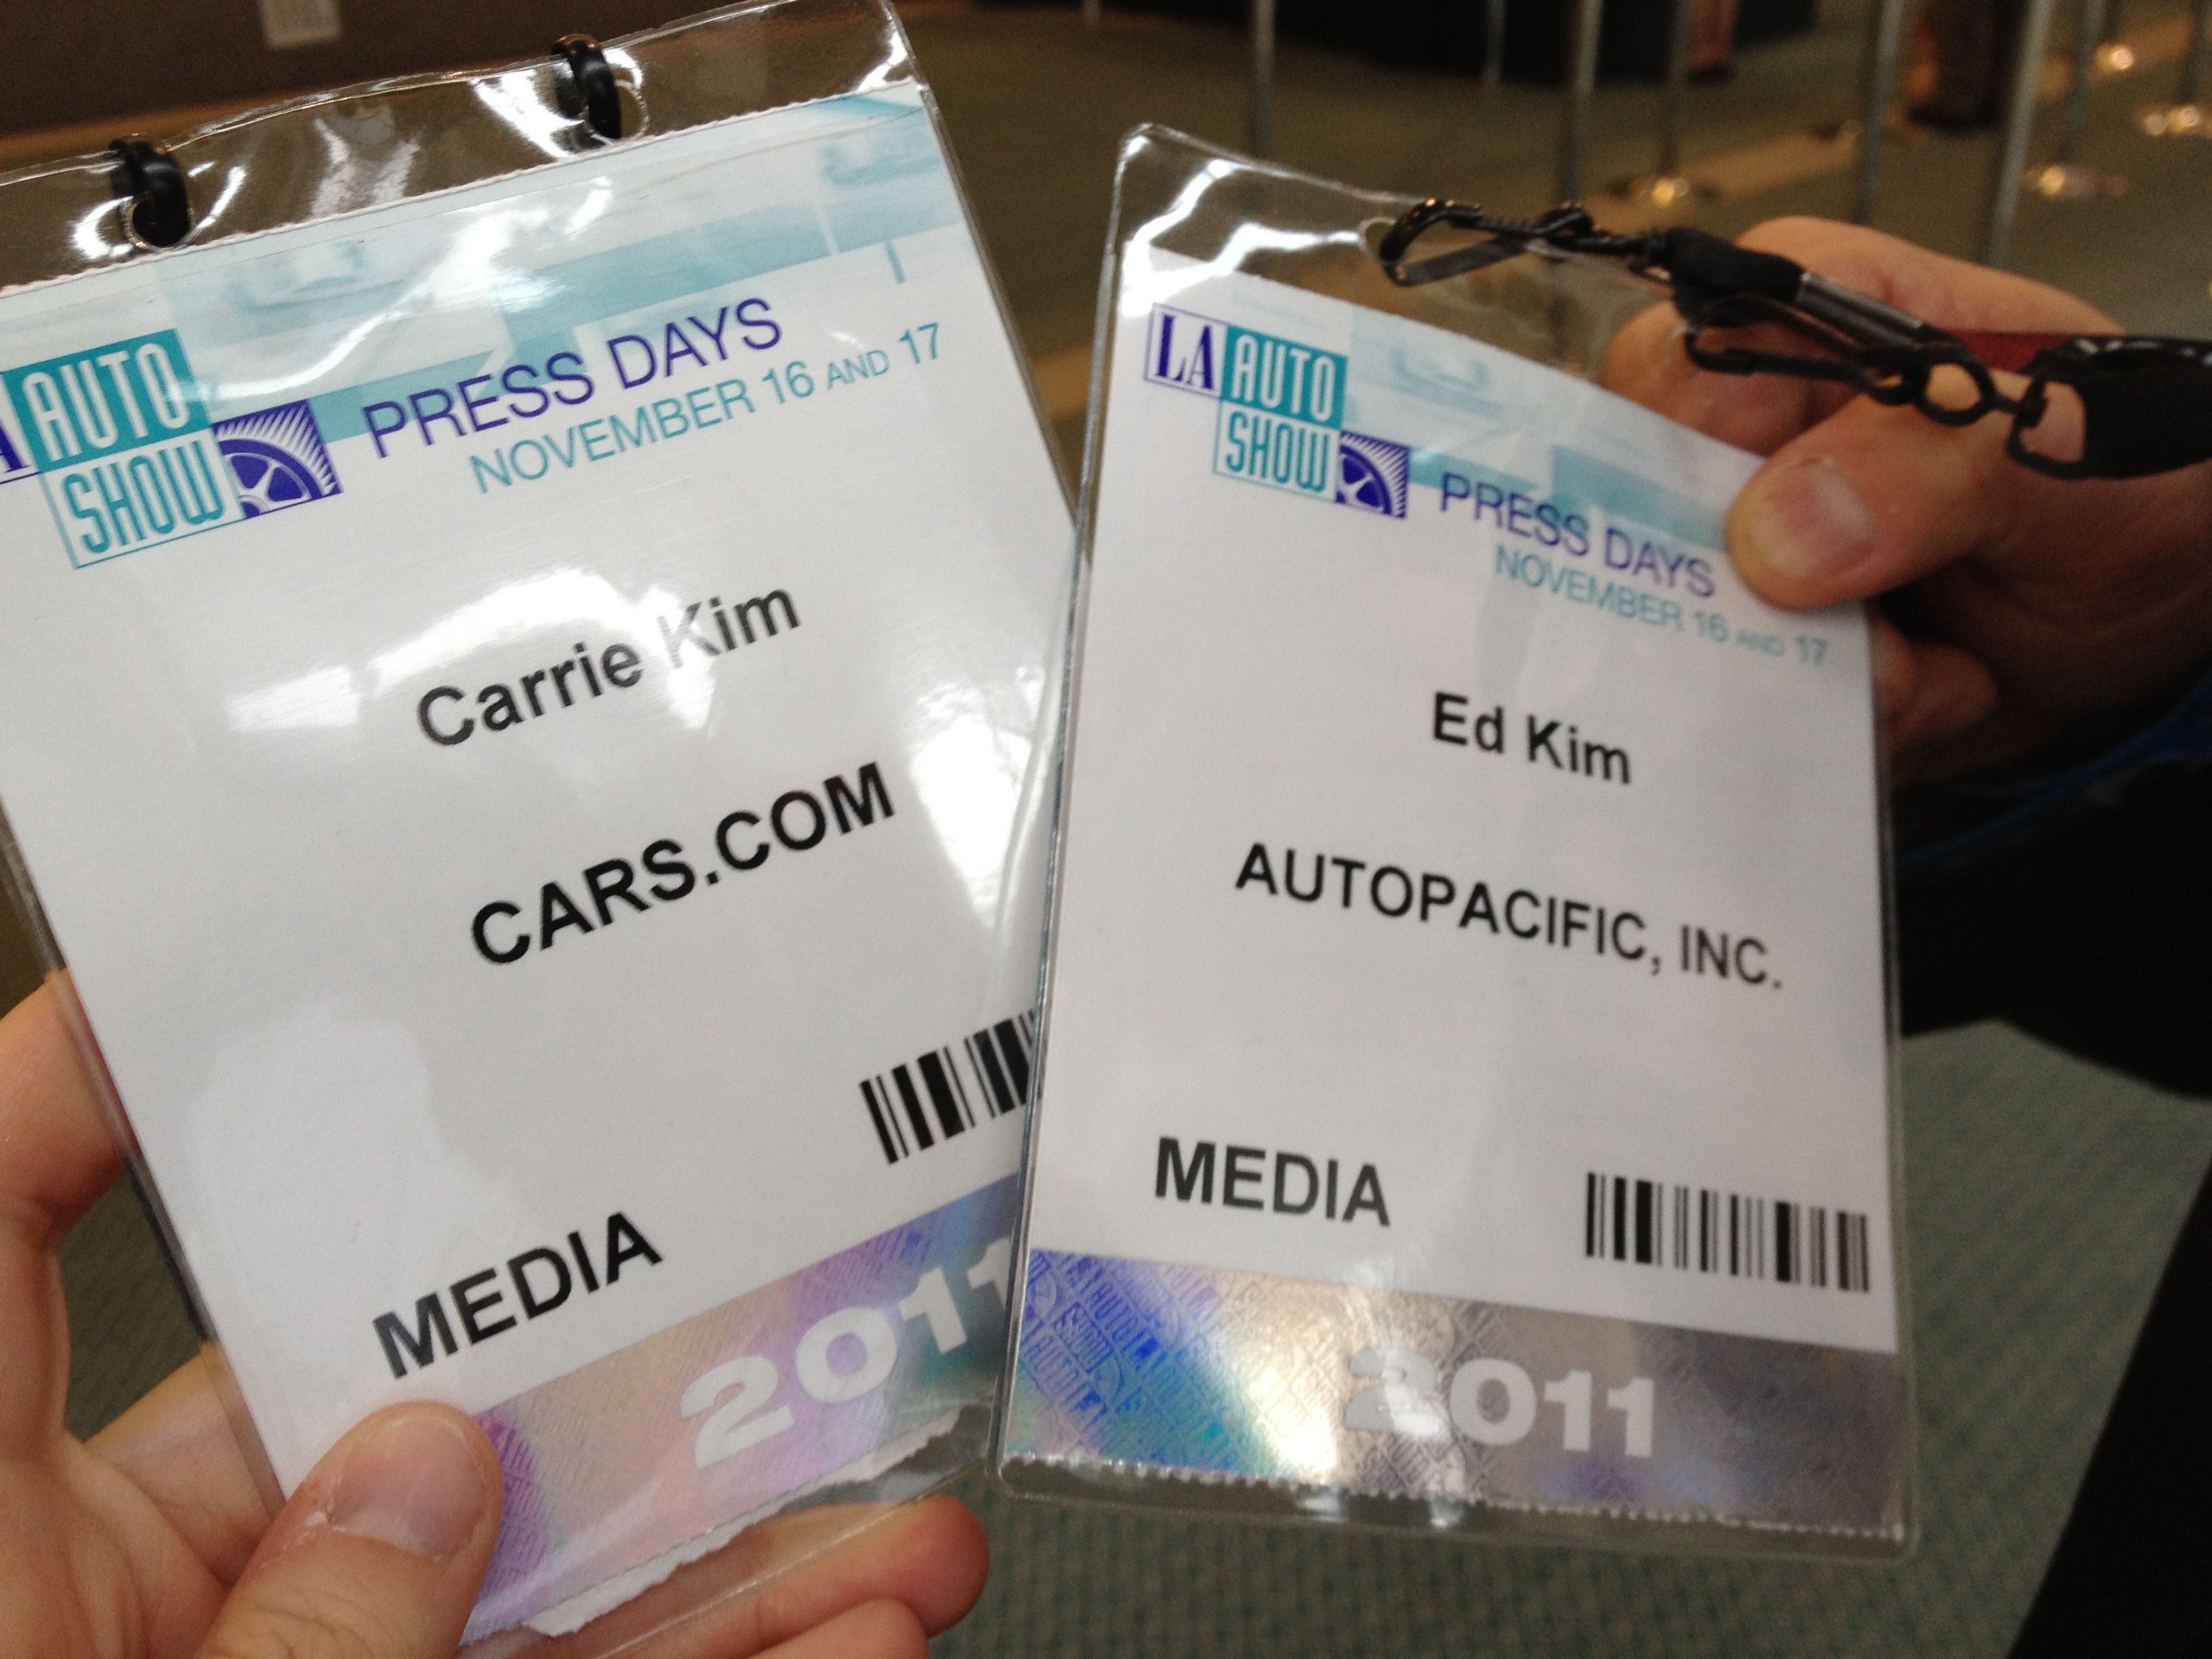 LA AUTO
SHOW
PRESS DAYS
NOVEMBER 16 AND 17
Carrie Kim
CARS.COM
MEDIA
2011
LA AUTO
SHOW
PRESS DAYS
NOVEMBER 16 AND 17
Ed Kim
AUTOPACIFIC, INC.
MEDIA
2011